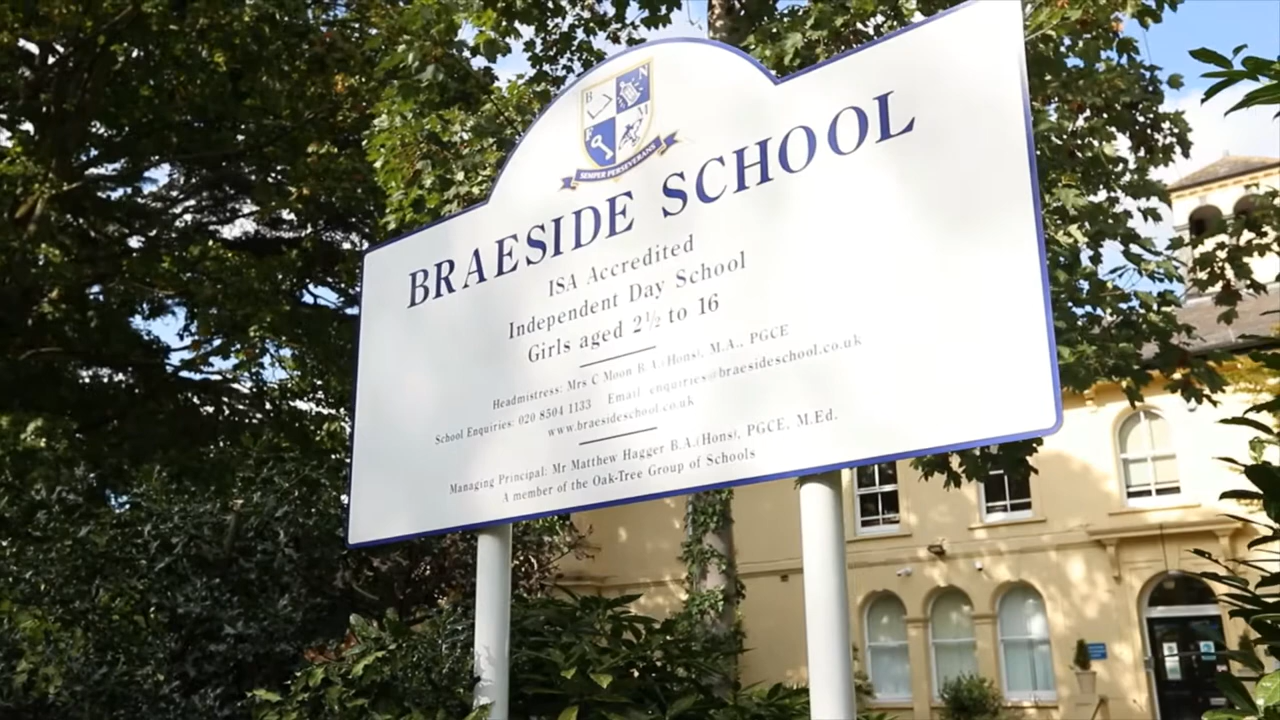 B N
F M
SEMPER PERSEVERANS
BRAESIDE SCHOOL
ISA Accredited
Independent Day School
Girls aged 2½ to 16
Headmistress: Mrs C Moon B.A.(Hons), M.A., PGCE
School Enquiries: 020 8504 1133 Email enquiries@braesideschool.co.uk
www.braesideschool.co.uk
Managing Principal: Mr Matthew Hagger B.A.(Hons), PGCE, M.Ed.
A member of the Oak-Tree Group of Schools